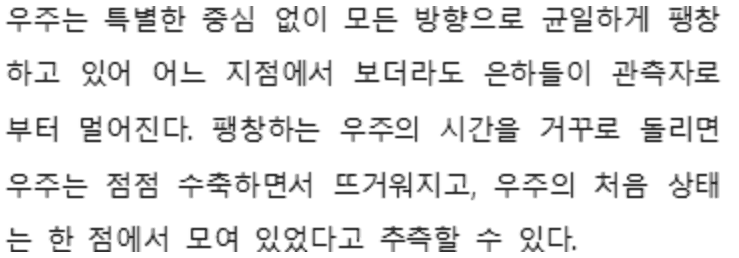 우주는 특별한 중심 없이 모든 방향으로 균일하게 팽창
하고 있어 어느 지점에서 보더라도 은하들이 관측자로
부터 멀어진다. 팽창하는 우주의 시간을 거꾸로 돌리면
우주는 점점 수축하면서 뜨거워지고, 우주의 처음 상태
는 한 점에서 모여 있었다고 추측할 수 있다.